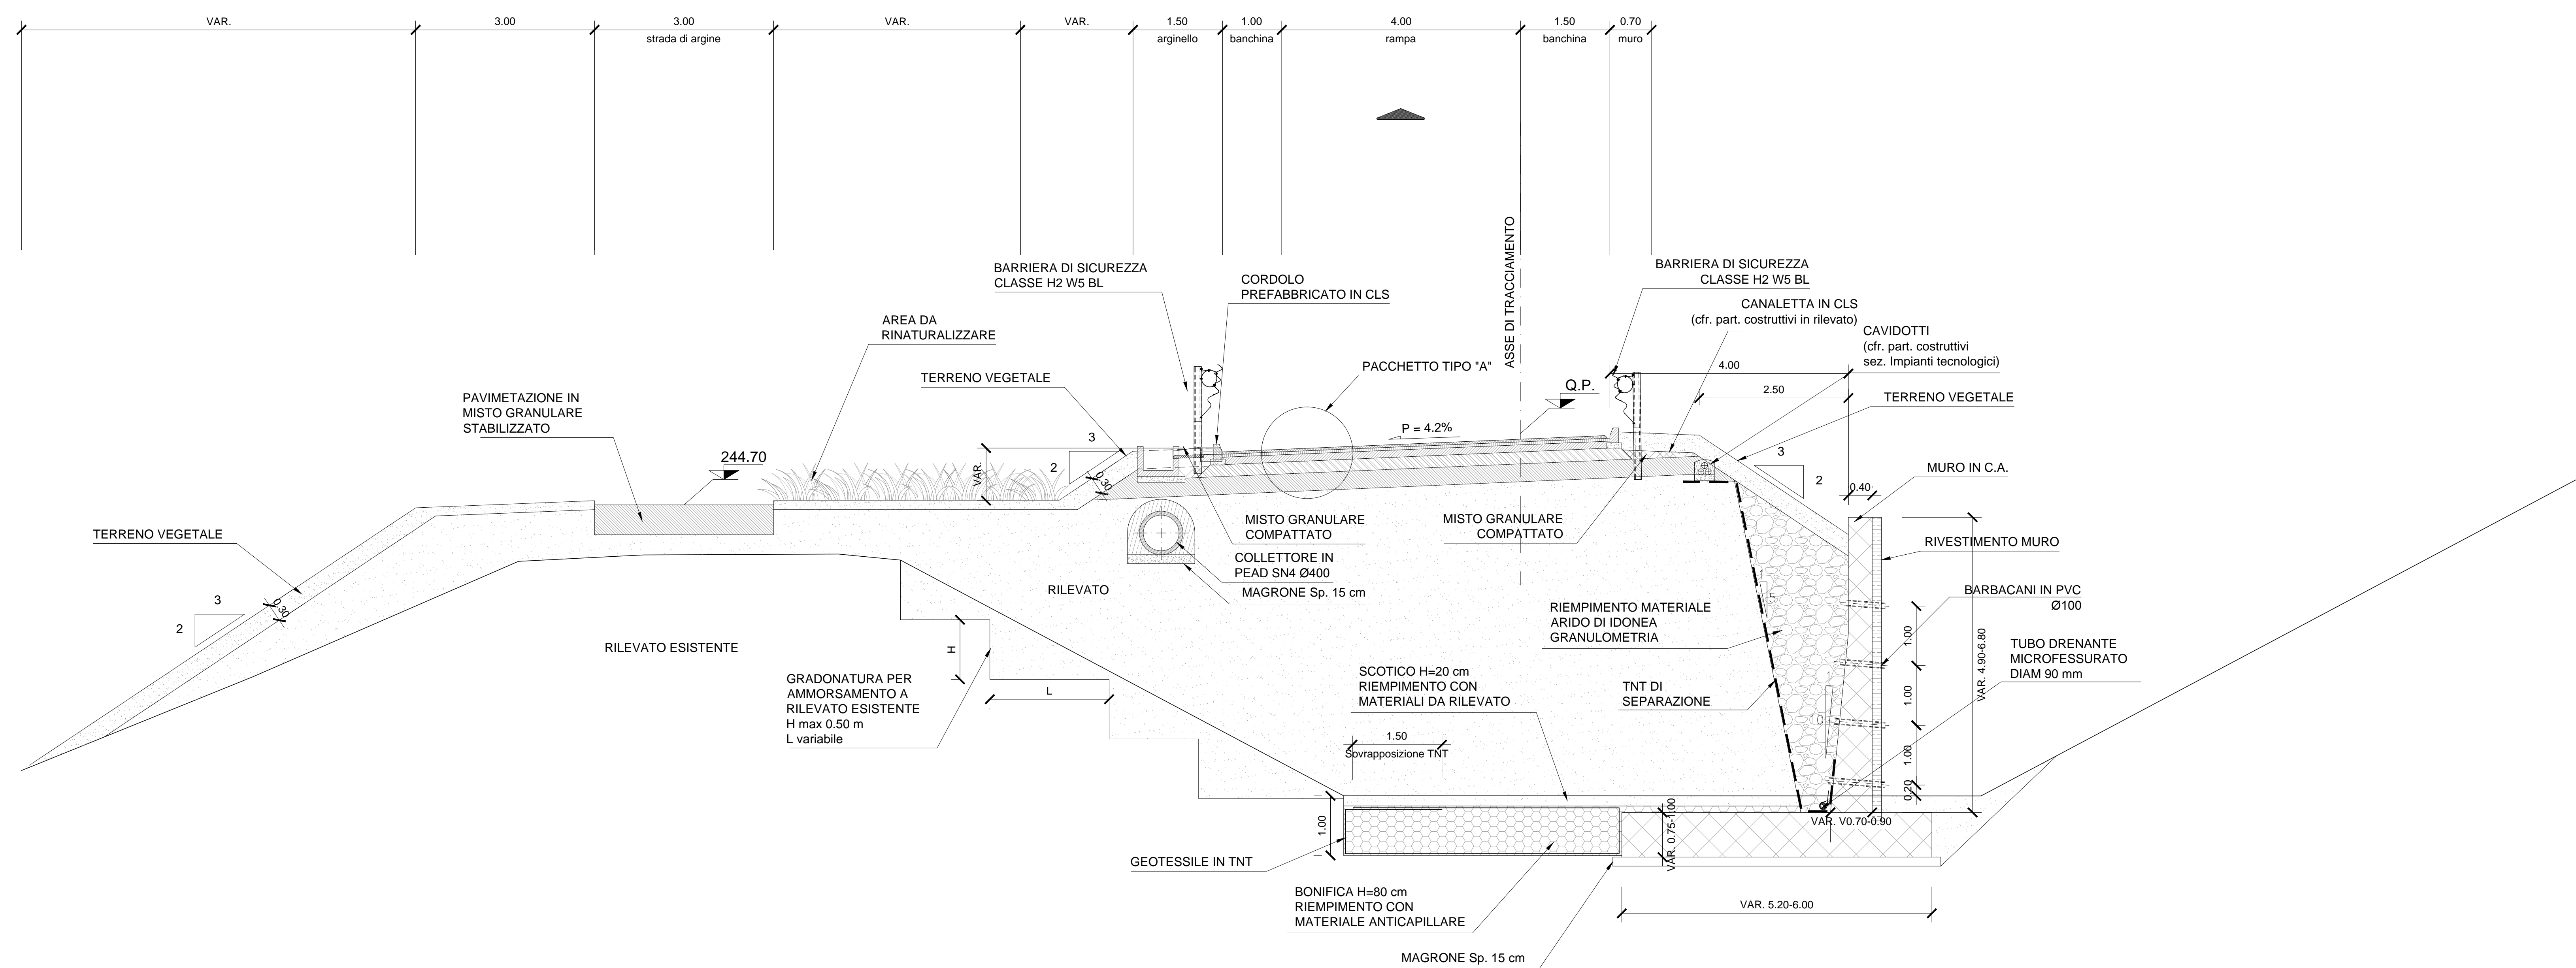 VAR.
3.00
3.00
VAR.
VAR.
1.50
1.00
4.00
1.50
0.70
strada di argine
arginello
banchina
rampa
banchina
muro
ASSE DI TRACCIAMENTO
BARRIERA DI SICUREZZA
CLASSE H2 W5 BL
CORDOLO
PREFABBRICATO IN CLS
BARRIERA DI SICUREZZA
CLASSE H2 W5 BL
CANALETTA IN CLS
(cfr. part. costruttivi in rilevato)
CAVIDOTTI
(cfr. part. costruttivi
sez. Impianti tecnologici)
AREA DA
RINATURALIZZARE
PACCHETTO TIPO "A"
4.00
TERRENO VEGETALE
Q.P.
2.50
TERRENO VEGETALE
PAVIMETAZIONE IN
MISTO GRANULARE
STABILIZZATO
P = 4.2%
3
2
244.70
VAR.
0.30
3
2
MURO IN C.A.
0.40
MISTO GRANULARE
COMPATTATO
MISTO GRANULARE
COMPATTATO
TERRENO VEGETALE
RIVESTIMENTO MURO
COLLETTORE IN
PEAD SN4 Ø400
MAGRONE Sp. 15 cm
RILEVATO
BARBACANI IN PVC
Ø100
1
5
3
2
0.30
RIEMPIMENTO MATERIALE
ARIDO DI IDONEA
GRANULOMETRIA
RILEVATO ESISTENTE
H
1.00
VAR. 4.90-6.80
TUBO DRENANTE
MICROFESSURATO
DIAM 90 mm
GRADONATURA PER
AMMORSAMENTO A
RILEVATO ESISTENTE
H max 0.50 m
L variabile
L
SCOTICO H=20 cm
RIEMPIMENTO CON
MATERIALI DA RILEVATO
TNT DI
SEPARAZIONE
1
10
1.00
1.50
Sovrapposizione TNT
1.00
0.20
1.00
VAR. 0.75-1.00
VAR. V0.70-0.90
GEOTESSILE IN TNT
BONIFICA H=80 cm
RIEMPIMENTO CON
MATERIALE ANTICAPILLARE
VAR. 5.20-6.00
MAGRONE Sp. 15 cm